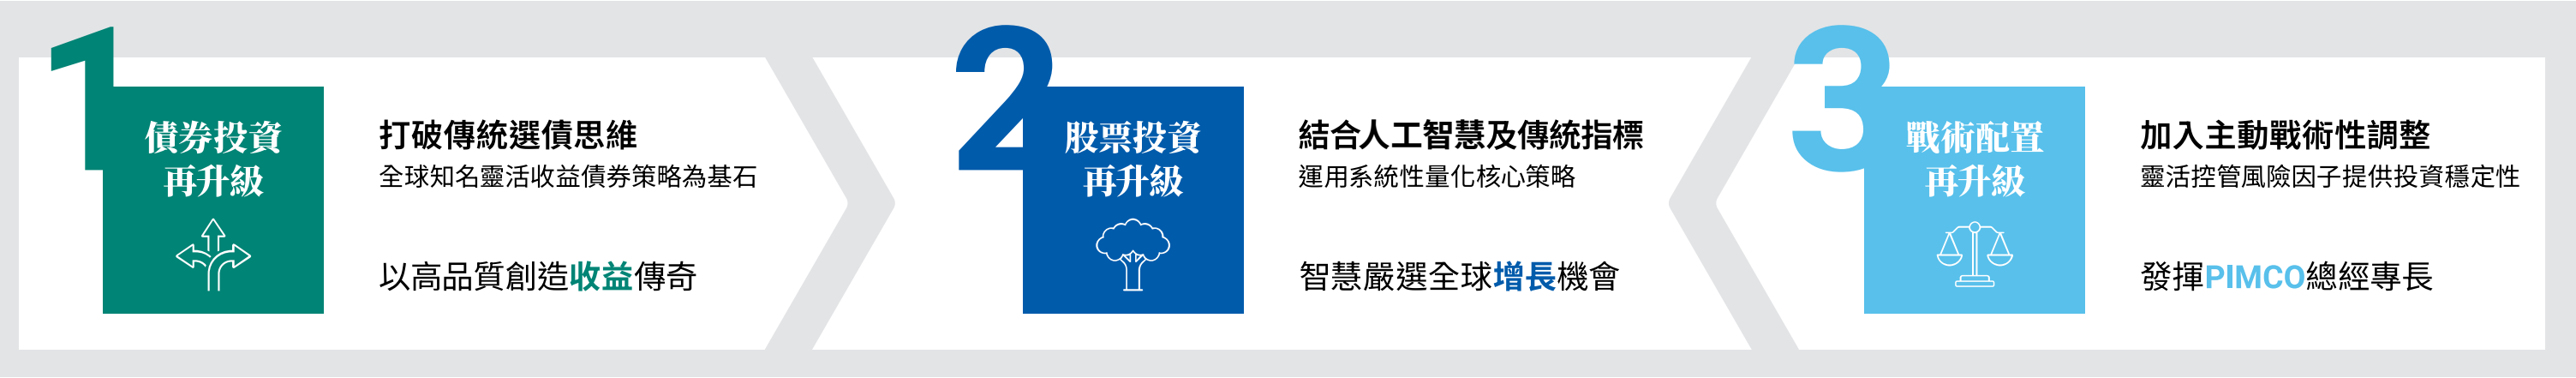 1
債券投資
再升級
打破傳統選債思維
全球知名靈活收益債券策略為基石
以高品質創造收益傳奇
2
股票投資
再升級
結合人工智慧及傳統指標
運用系統性量化核心策略
智慧嚴選全球增長機會
3
戰術配置
再升級
加入主動戰術性調整
靈活控管風險因子提供投資穩定性
發揮PIMCO總經專長